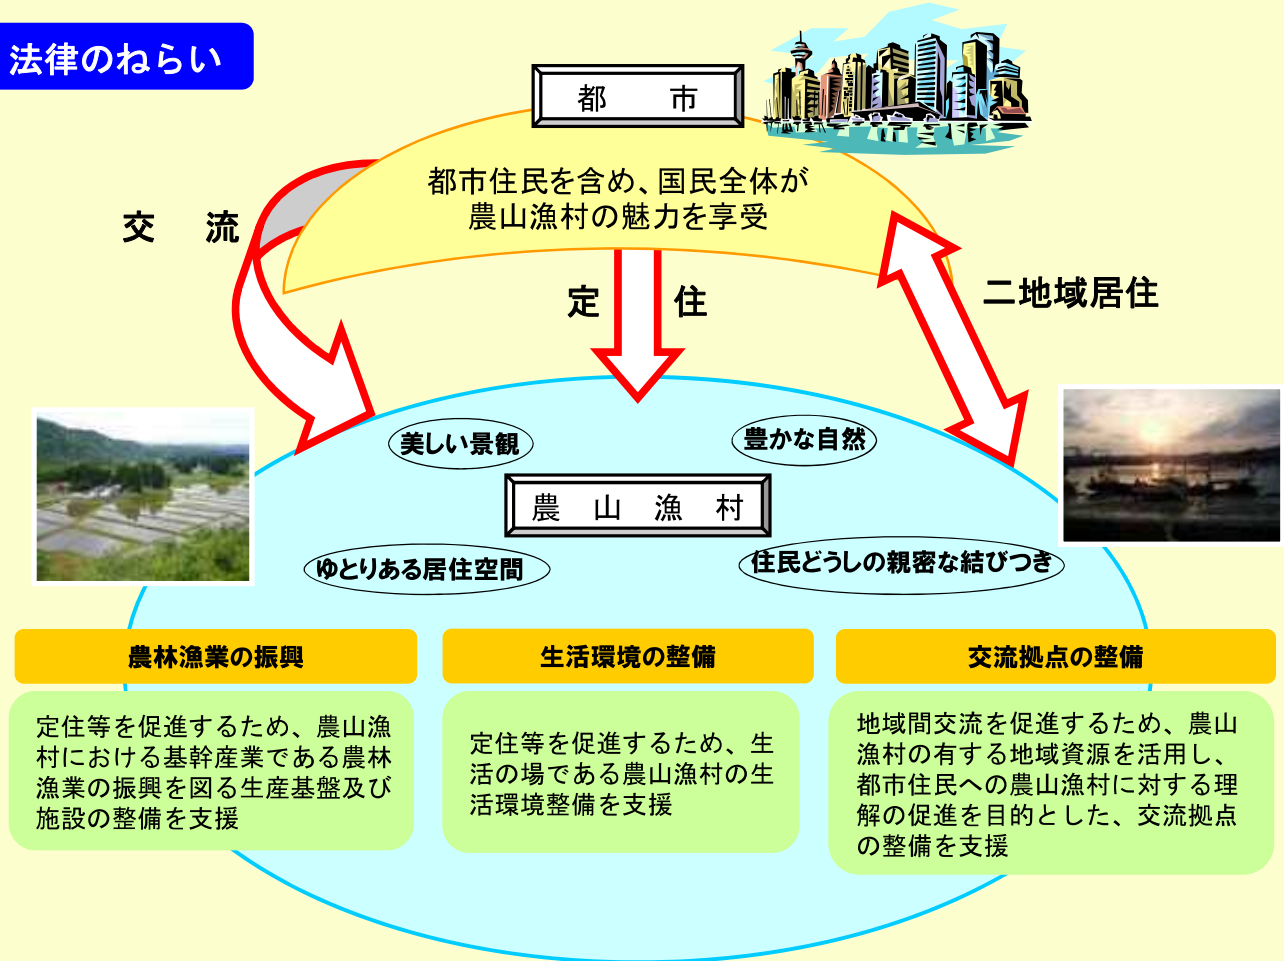 法律のねらい
都　市
都市住民を含め、国民全体が
農山漁村の魅力を享受
交　流
定　住
二地域居住
美しい景観
豊かな自然
農　山　漁　村
ゆとりある居住空間
住民どうしの親密な結びつき
農林漁業の振興
定住等を促進するため、農山漁
村における基幹産業である農林
漁業の振興を図る生産基盤及び
施設の整備を支援
生活環境の整備
定住等を促進するため、生
活の場である農山漁村の生
活環境整備を支援
交流拠点の整備
地域間交流を促進するため、農山
漁村の有する地域資源を活用し、
都市住民への農山漁村に対する理
解の促進を目的とした、交流拠点
の整備を支援